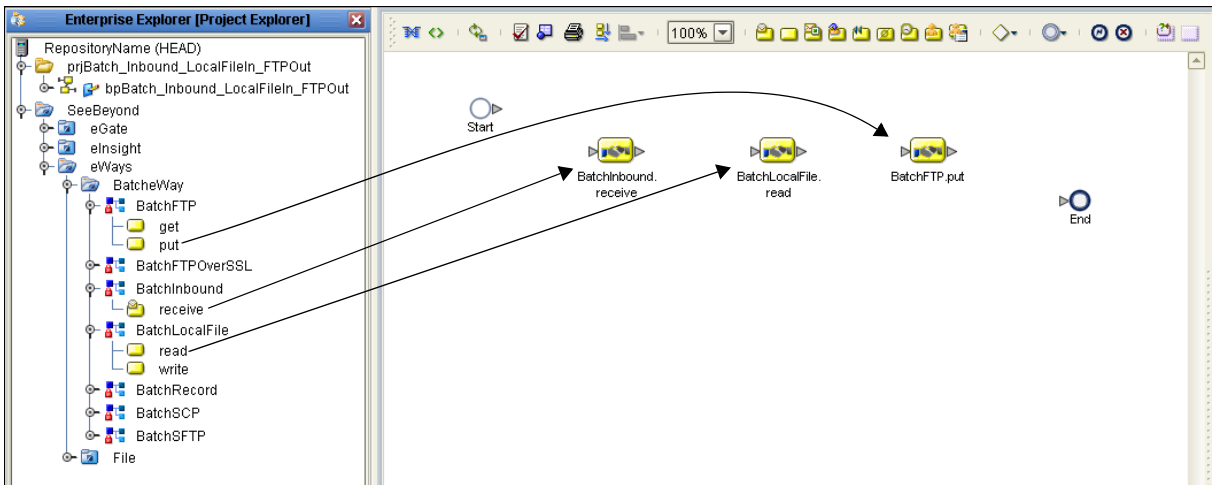 Enterprise Explorer [Project Explorer]
RepositoryName (HEAD)
prjBatch_Inbound_LocalFileIn_FTPOut
bpBatch_Inbound_LocalFileIn_FTPOut
SeeBeyond
eGate
eInsight
eWays
BatcheWay
BatchFTP
get
put
BatchFTPOverSSL
BatchInbound
receive
BatchLocalFile
read
write
BatchRecord
BatchSCP
BatchSFTP
File
100%
Start
BatchInbound.
receive
BatchLocalFile.
read
BatchFTP.put
End